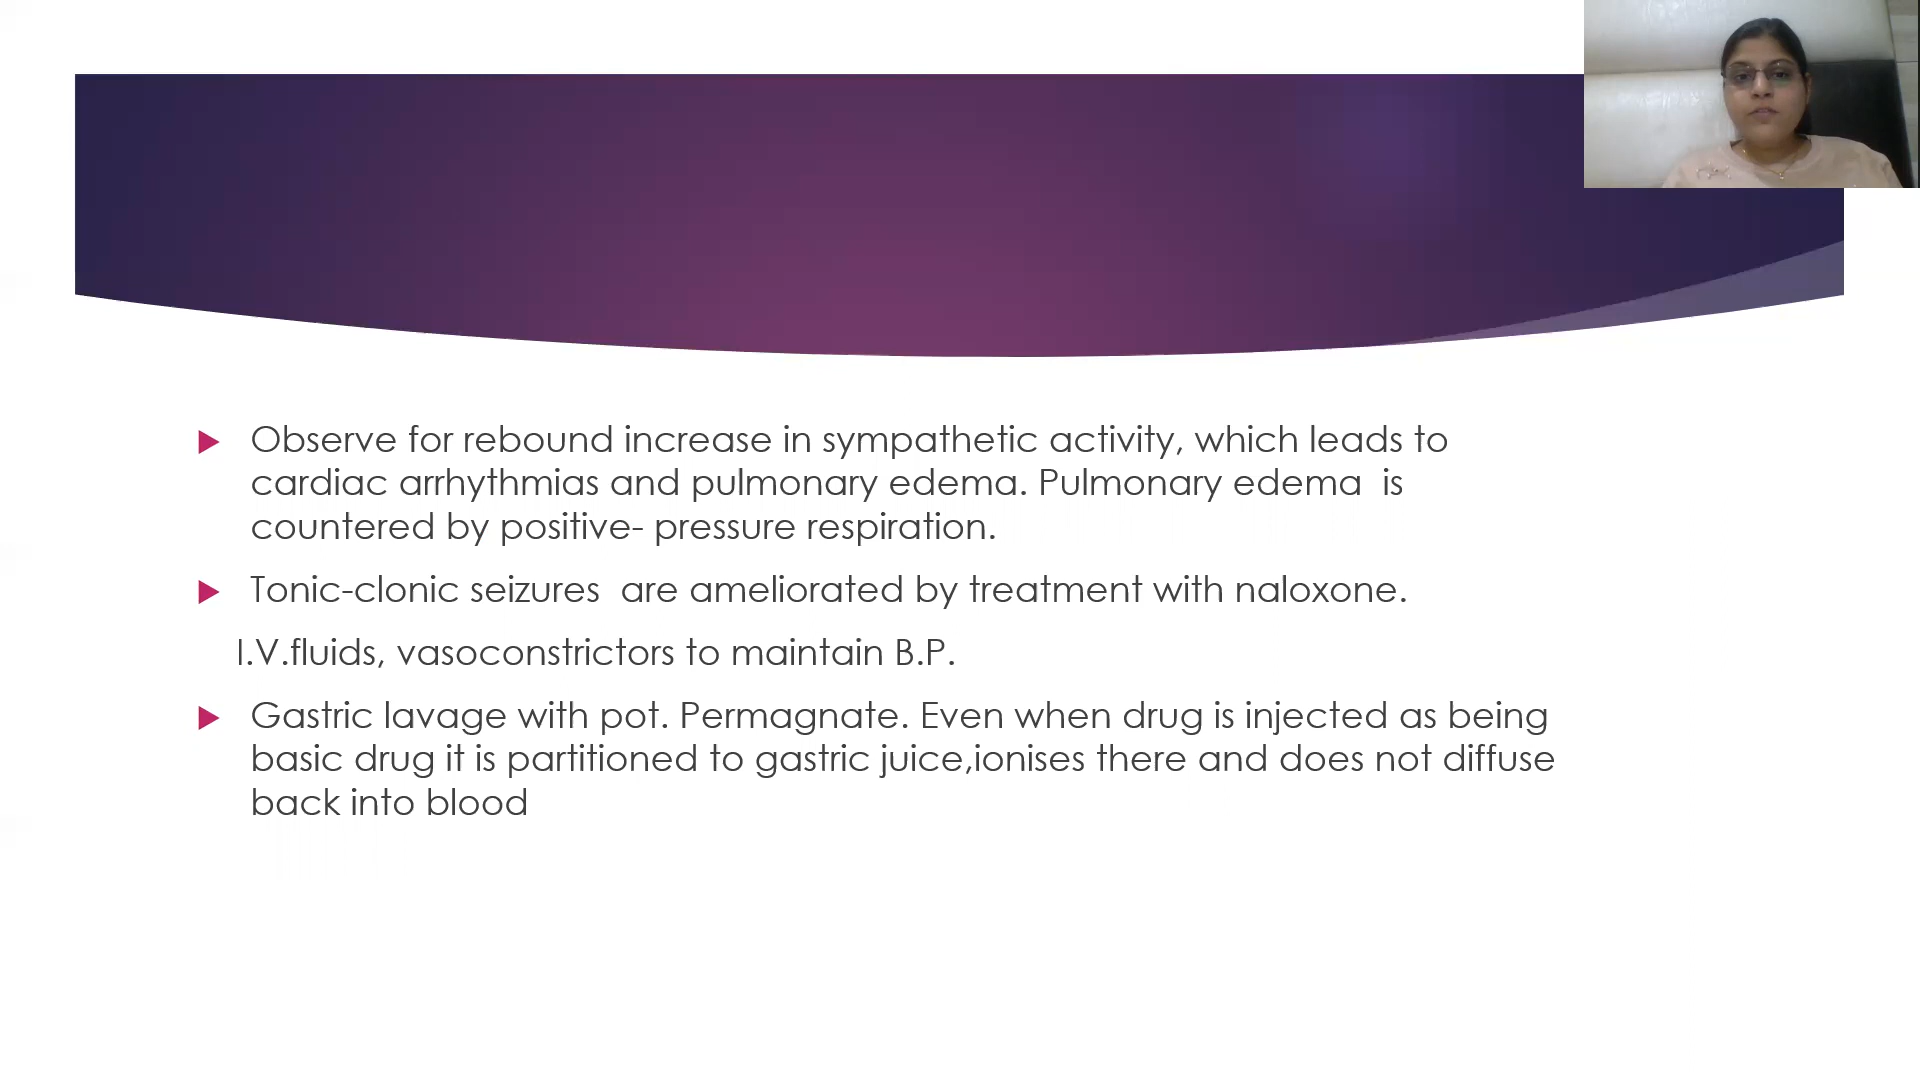 Observe for rebound increase in sympathetic activity, which leads to
cardiac arrhythmias and pulmonary edema. Pulmonary edema  is
countered by positive- pressure respiration.
Tonic-clonic seizures  are ameliorated by treatment with naloxone.
I.V.fluids, vasoconstrictors to maintain B.P.
Gastric lavage with pot. Permagnate. Even when drug is injected as being
basic drug it is partitioned to gastric juice,ionises there and does not diffuse
back into blood